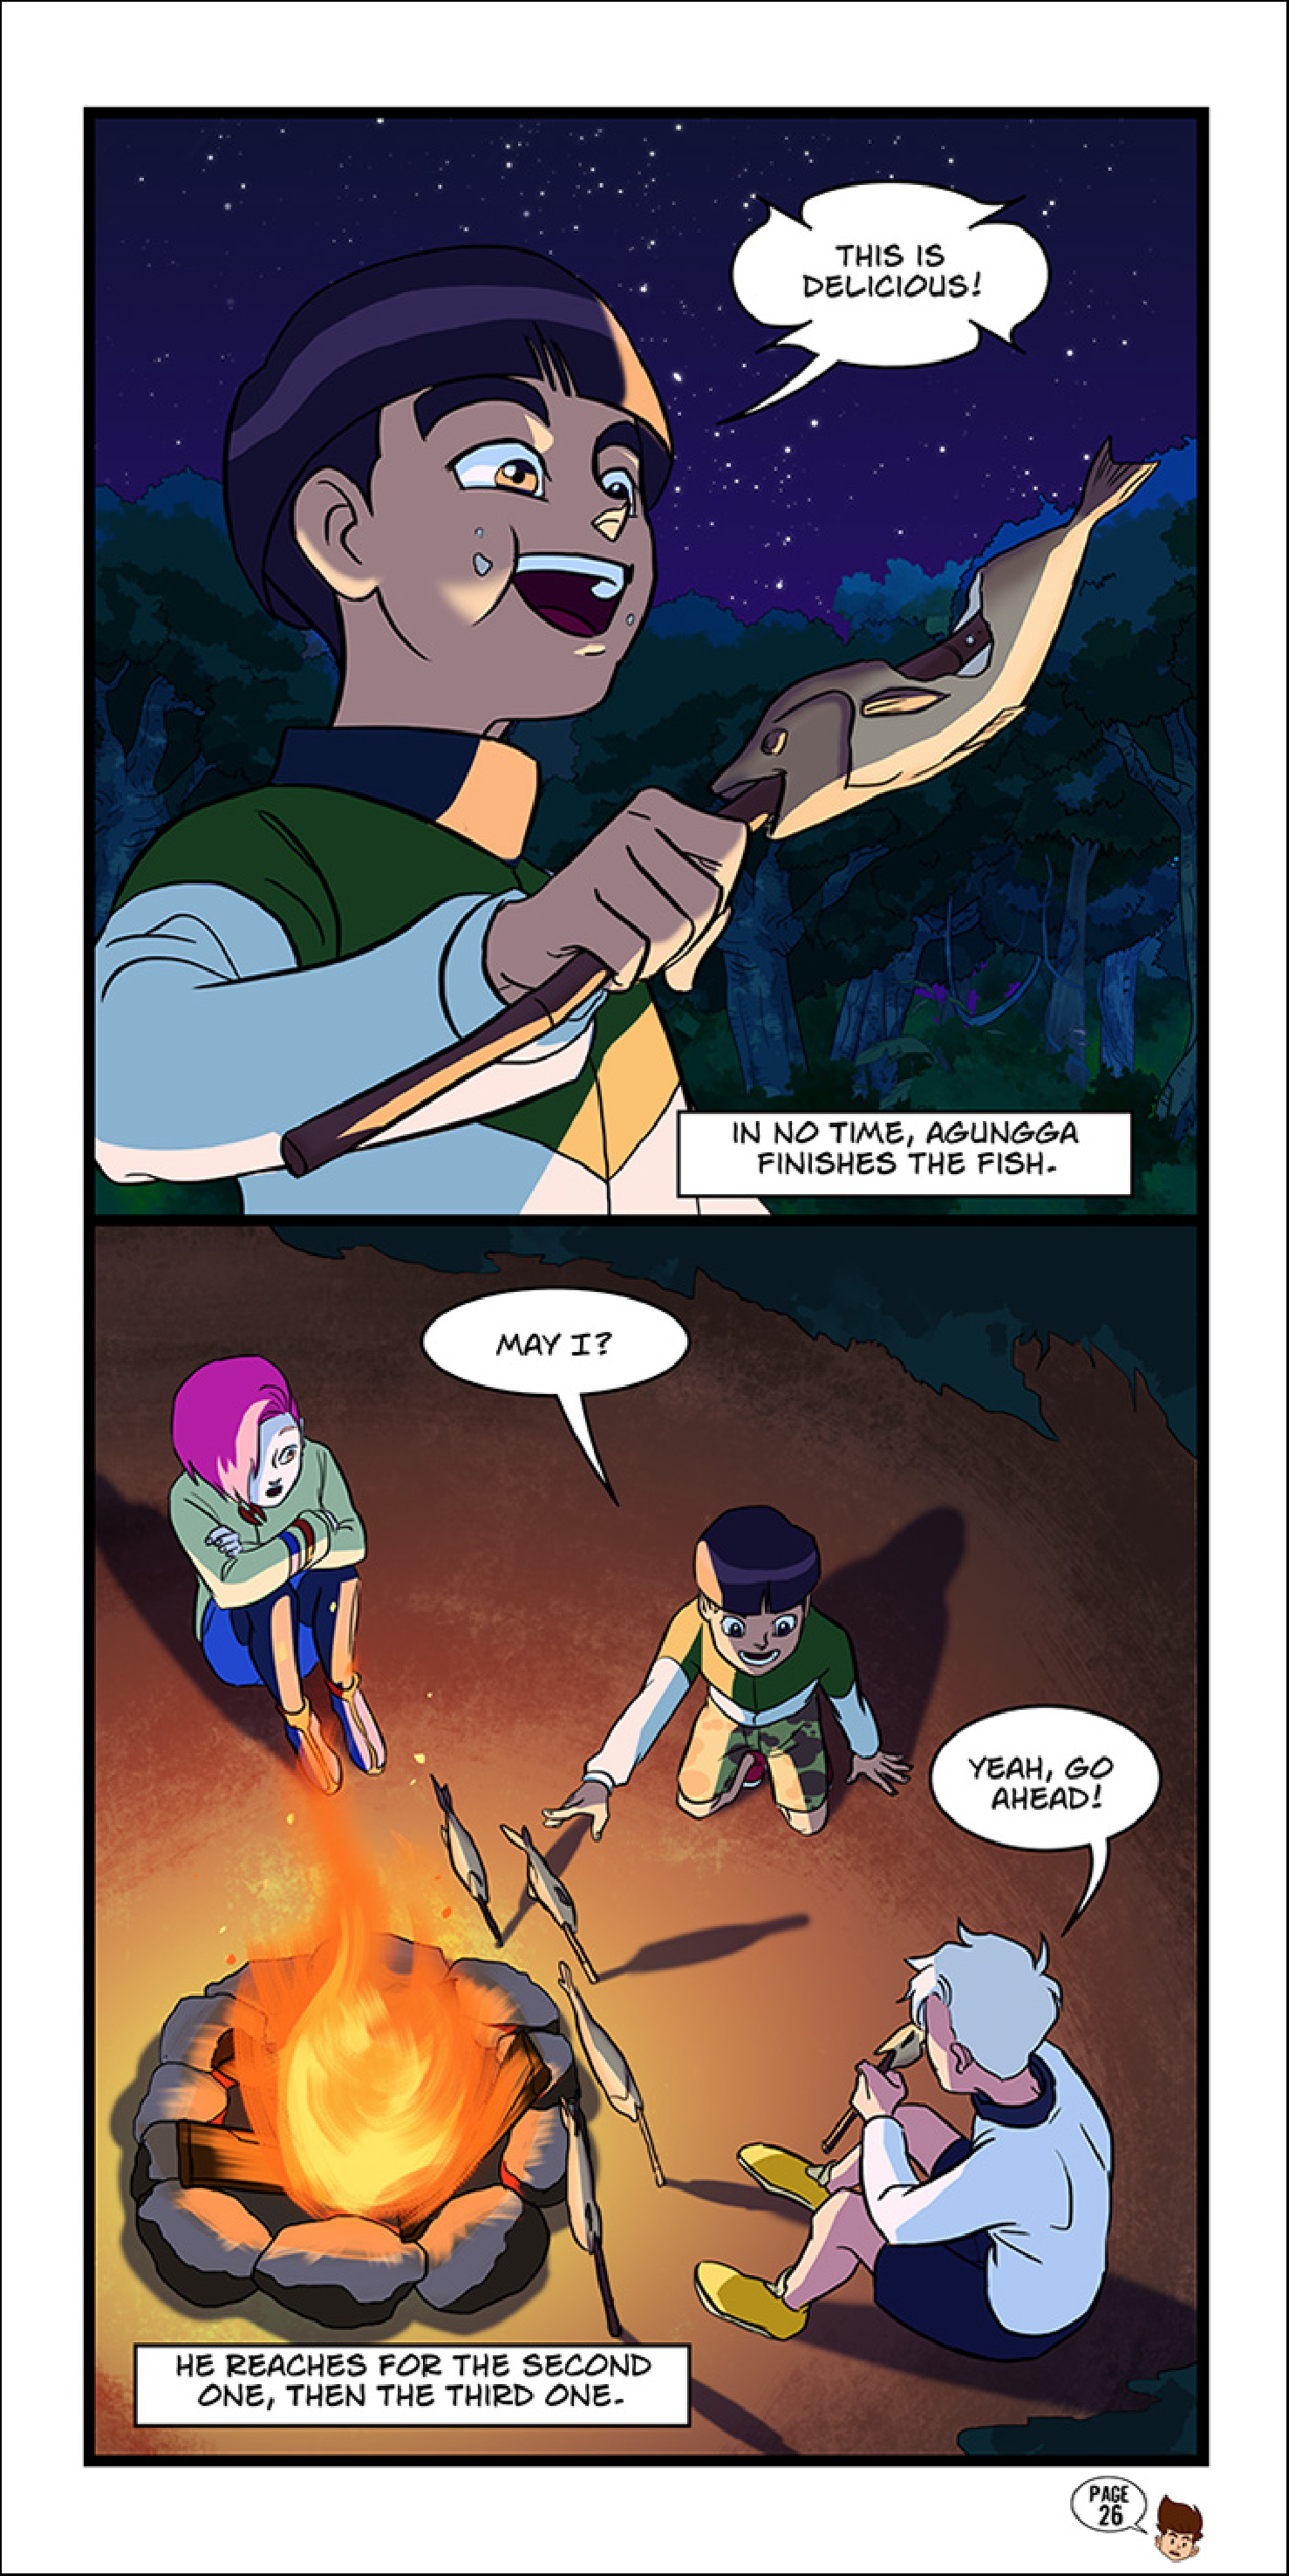 THIS IS
DELICIOUS!
IN NO TIME, AGUNGGA
FINISHES THE FISH.
MAY I?
YEAH, GO
AHEAD!
HE REACHES FOR THE SECOND
ONE, THEN THE THIRD ONE.
PAGE
26